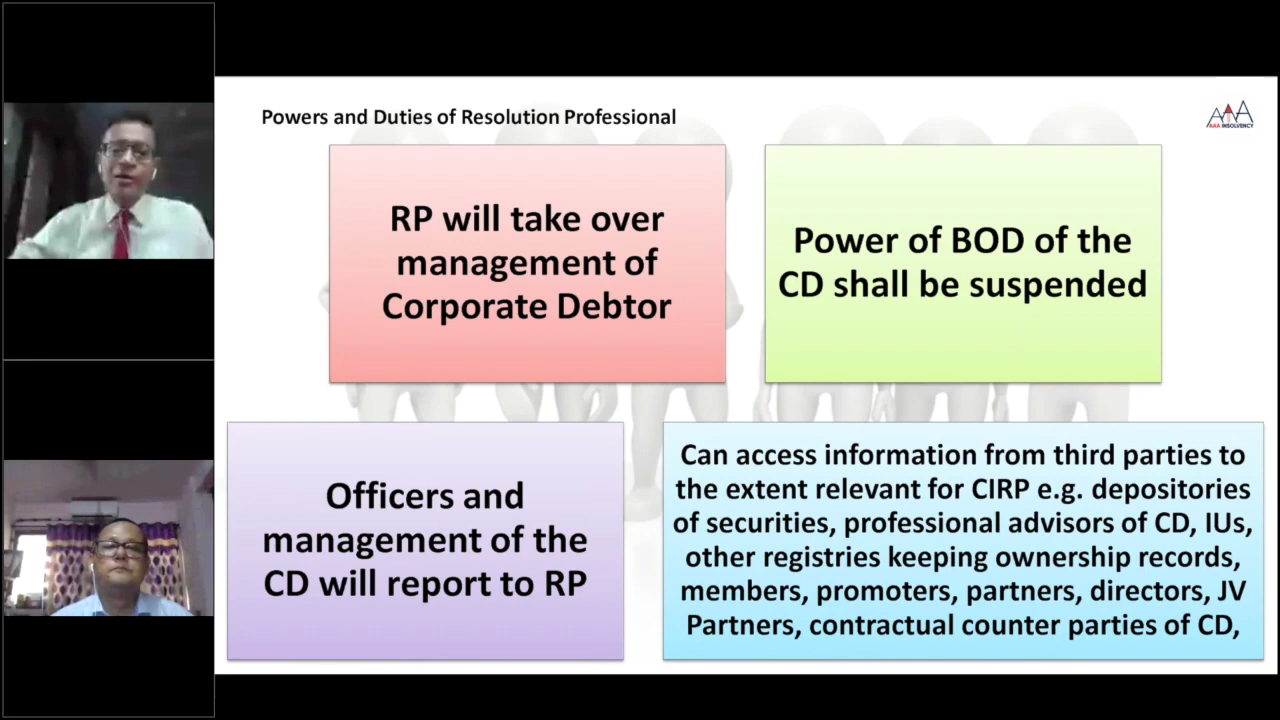 Powers and Duties of Resolution Professional
AAA INSOLVENCY
RP will take over
management of
Corporate Debtor
Power of BOD of the
CD shall be suspended
Officers and
management of the
CD will report to RP
Can access information from third parties to
the extent relevant for CIRP e.g. depositories
of securities, professional advisors of CD, IUs,
other registries keeping ownership records,
members, promoters, partners, directors, JV
Partners, contractual counter parties of CD,